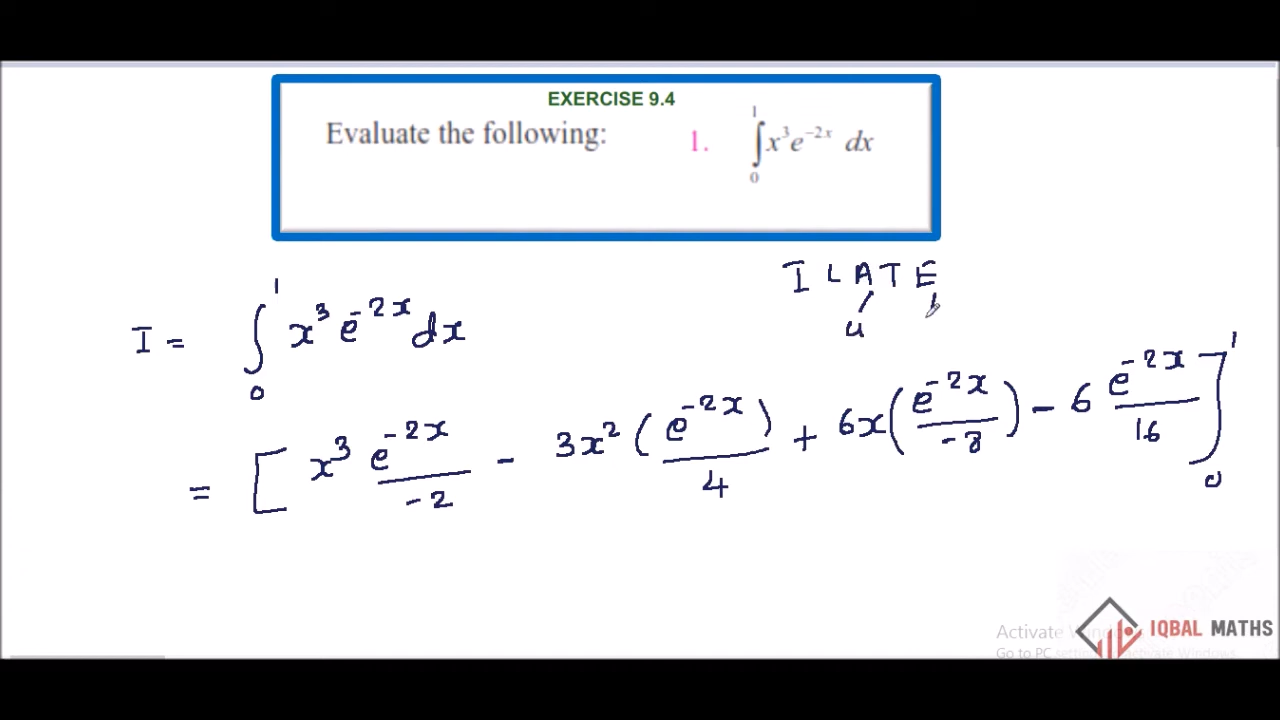 EXERCISE 9.4
Evaluate the following: 1. ∫₀¹ x³e⁻²ˣ dx
I L A T E
u
I = ∫₀¹ x³ e⁻²ˣ dx
= [ x³ e⁻²ˣ/-2 - 3x² (e⁻²ˣ/4) + 6x(e⁻²ˣ/-8) - 6 e⁻²ˣ/16 ]₀¹
Activate Win
IQBAL MATHS
Go to PC settings to activate Windows.